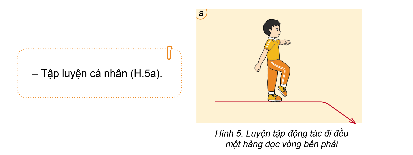 – Tập luyện cá nhân (H.5a).
a
Hình 5. Luyện tập động tác đi đều
một hàng dọc vòng bên phải